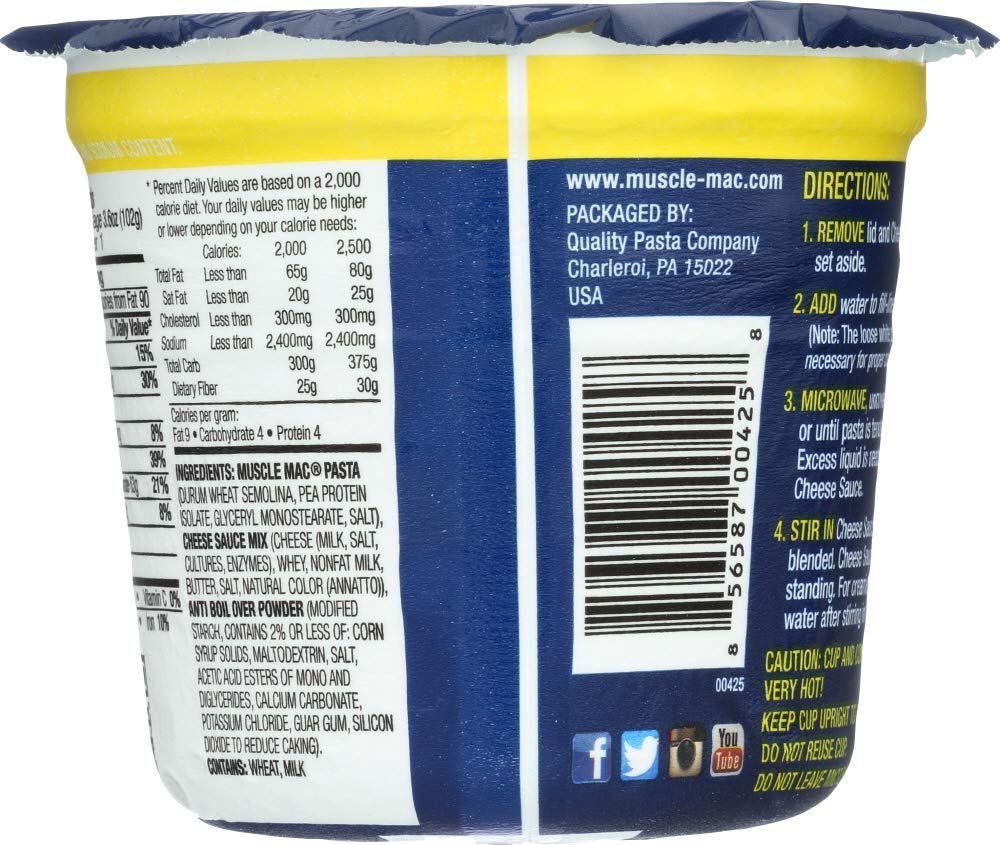 SODIUM CONTENT.
3.6oz (102g)
1
from Fat 90
% Daily Value*
15%
30%
8%
39%
21%
8%
• Vitamin C 0%
• Iron 10%
* Percent Daily Values are based on a 2,000
calorie diet. Your daily values may be higher
or lower depending on your calorie needs:
Calories: 2,000 2,500
Total Fat Less than 65g 80g
Sat Fat Less than 20g 25g
Cholesterol Less than 300mg 300mg
Sodium Less than 2,400mg 2,400mg
Total Carb 300g 375g
Dietary Fiber 25g 30g
Calories per gram:
Fat 9 • Carbohydrate 4 • Protein 4
INGREDIENTS: MUSCLE MAC® PASTA
(DURUM WHEAT SEMOLINA, PEA PROTEIN
ISOLATE, GLYCERYL MONOSTEARATE, SALT),
CHEESE SAUCE MIX (CHEESE (MILK, SALT,
CULTURES, ENZYMES), WHEY, NONFAT MILK,
BUTTER, SALT, NATURAL COLOR (ANNATTO)),
ANTI BOIL OVER POWDER (MODIFIED
STARCH, CONTAINS 2% OR LESS OF: CORN
SYRUP SOLIDS, MALTODEXTRIN, SALT,
ACETIC ACID ESTERS OF MONO AND
DIGLYCERIDES, CALCIUM CARBONATE,
POTASSIUM CHLORIDE, GUAR GUM, SILICON
DIOXIDE TO REDUCE CAKING).
CONTAINS: WHEAT, MILK
www.muscle-mac.com
PACKAGED BY:
Quality Pasta Company
Charleroi, PA 15022
USA
8 56587 00425 8
00425
f
You
Tube
DIRECTIONS:
1. REMOVE lid and
set aside.
2. ADD water to
(Note: The loose
necessary for proper
3. MICROWAVE,
or until pasta is
Excess liquid is
Cheese Sauce.
4. STIR IN Cheese
blended. Cheese
standing. For
water after stirring
CAUTION: CUP AND
VERY HOT!
KEEP CUP UPRIGHT
DO NOT REUSE CUP.
DO NOT LEAVE